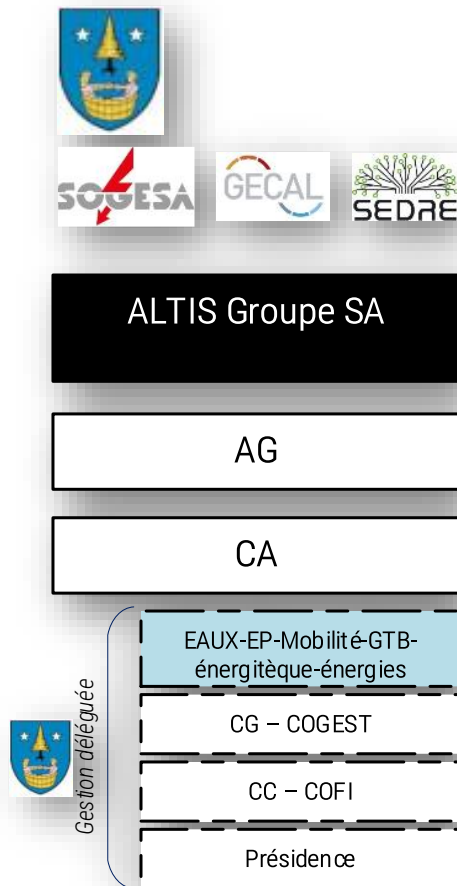 SOGESA
GECAL
SEDRE
ALTIS Groupe SA
AG
CA
EAUX-EP-Mobilité-GTB-
énergitèque-énergies
CG – COGEST
CC – COFI
Présidence
Gestion déléguée